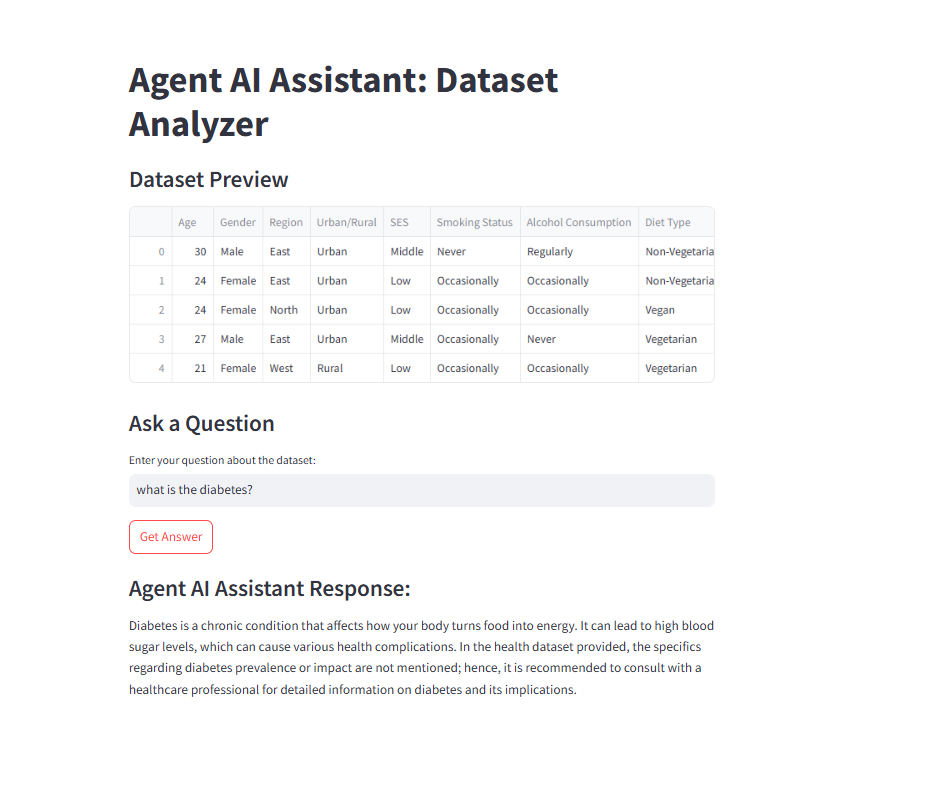 Agent AI Assistant: Dataset
Analyzer
Dataset Preview
Age Gender Region Urban/Rural SES Smoking Status Alcohol Consumption Diet Type
0 30 Male East Urban Middle Never Regularly Non-Vegetaria
1 24 Female East Urban Low Occasionally Occasionally Non-Vegetaria
2 24 Female North Urban Low Occasionally Occasionally Vegan
3 27 Male East Urban Middle Occasionally Never Vegetarian
4 21 Female West Rural Low Occasionally Occasionally Vegetarian
Ask a Question
Enter your question about the dataset:
what is the diabetes?
Get Answer
Agent AI Assistant Response:
Diabetes is a chronic condition that affects how your body turns food into energy. It can lead to high blood
sugar levels, which can cause various health complications. In the health dataset provided, the specifics
regarding diabetes prevalence or impact are not mentioned; hence, it is recommended to consult with a
healthcare professional for detailed information on diabetes and its implications.